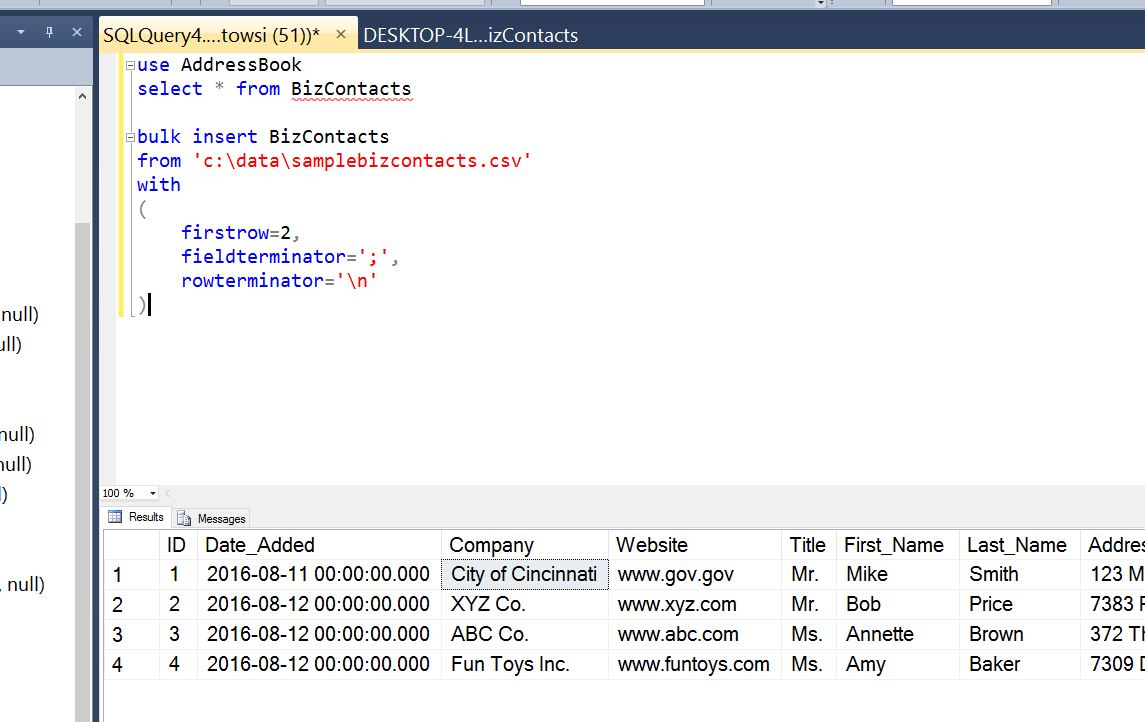 SQLQuery4....towsi (51))* DESKTOP-4L...izContacts
use AddressBook
select * from BizContacts
bulk insert BizContacts
from 'c:\data\samplebizcontacts.csv'
with
(
firstrow=2,
fieldterminator=';',
rowterminator='\n'
)
null)
ull)
null)
null)
)
, null)
100 %
Results Messages
ID Date_Added Company Website Title First_Name Last_Name Addres
1 1 2016-08-11 00:00:00.000 City of Cincinnati www.gov.gov Mr. Mike Smith 123 M
2 2 2016-08-12 00:00:00.000 XYZ Co. www.xyz.com Mr. Bob Price 7383
3 3 2016-08-12 00:00:00.000 ABC Co. www.abc.com Ms. Annette Brown 372 Th
4 4 2016-08-12 00:00:00.000 Fun Toys Inc. www.funtoys.com Ms. Amy Baker 7309